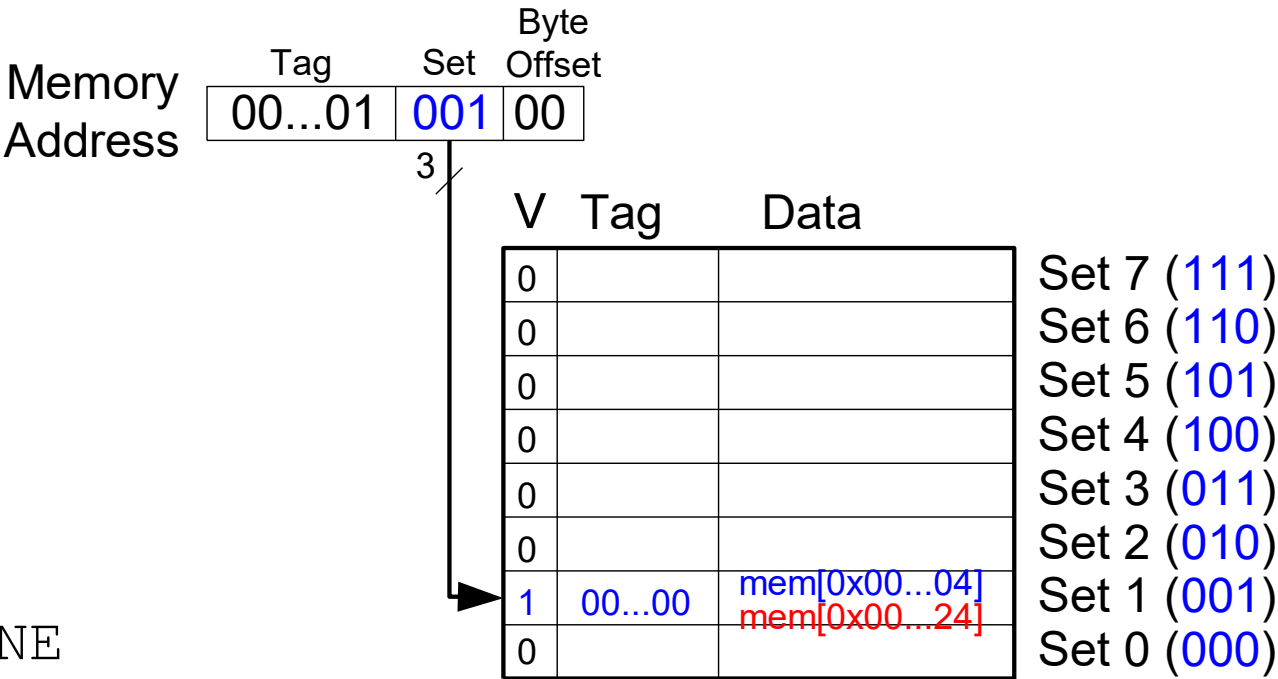 Memory Address
Tag Set Byte Offset
00...01 001 00
3
V Tag Data
0 Set 7 (111)
0 Set 6 (110)
0 Set 5 (101)
0 Set 4 (100)
0 Set 3 (011)
0 Set 2 (010)
1 00...00 mem[0x00...04] Set 1 (001)
mem[0x00...24]
NE
0 Set 0 (000)